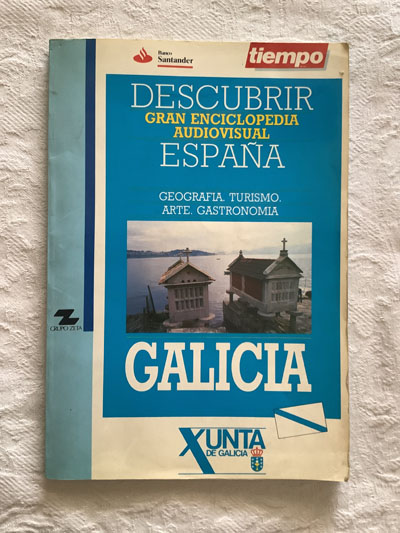 Banco
Santander
tiempo
DESCUBRIR
GRAN ENCICLOPEDIA
AUDIOVISUAL
ESPAÑA
GEOGRAFIA. TURISMO.
ARTE. GASTRONOMIA
GRUPO ZETA
GALICIA
XUNTA
DE GALICIA